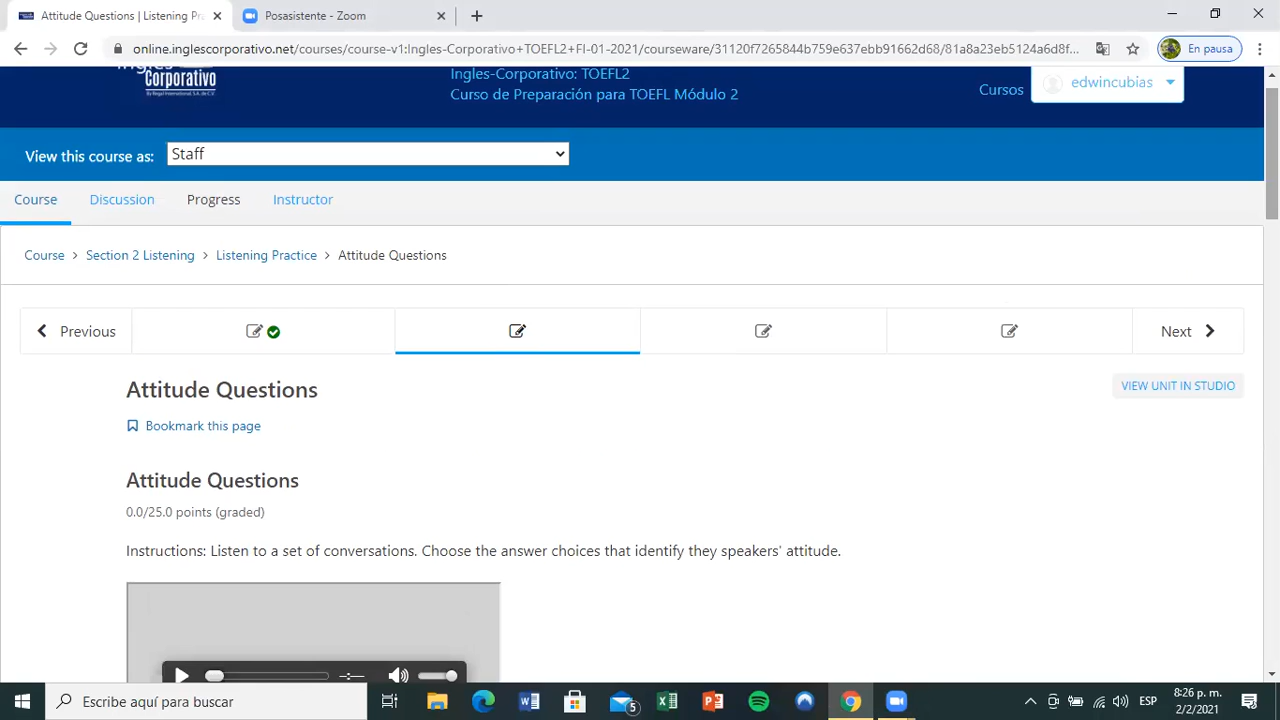 Attitude Questions | Listening Pr
Posasistente - Zoom
online.inglescorporativo.net/courses/course-v1:Ingles-Corporativo+TOEFL2+FI-01-2021/courseware/31120f7265844b759e637ebb91662d68/81a8a23eb5124a6d8f...
En pausa
Corporativo
Ingles-Corporativo: TOEFL2
Curso de Preparación para TOEFL Módulo 2
Cursos
edwincubias
View this course as:
Staff
Course
Discussion
Progress
Instructor
Course > Section 2 Listening > Listening Practice > Attitude Questions
Previous
Next
Attitude Questions
VIEW UNIT IN STUDIO
Bookmark this page
Attitude Questions
0.0/25.0 points (graded)
Instructions: Listen to a set of conversations. Choose the answer choices that identify they speakers' attitude.
Escribe aquí para buscar
5
ESP
8:26 p. m.
2/2/2021